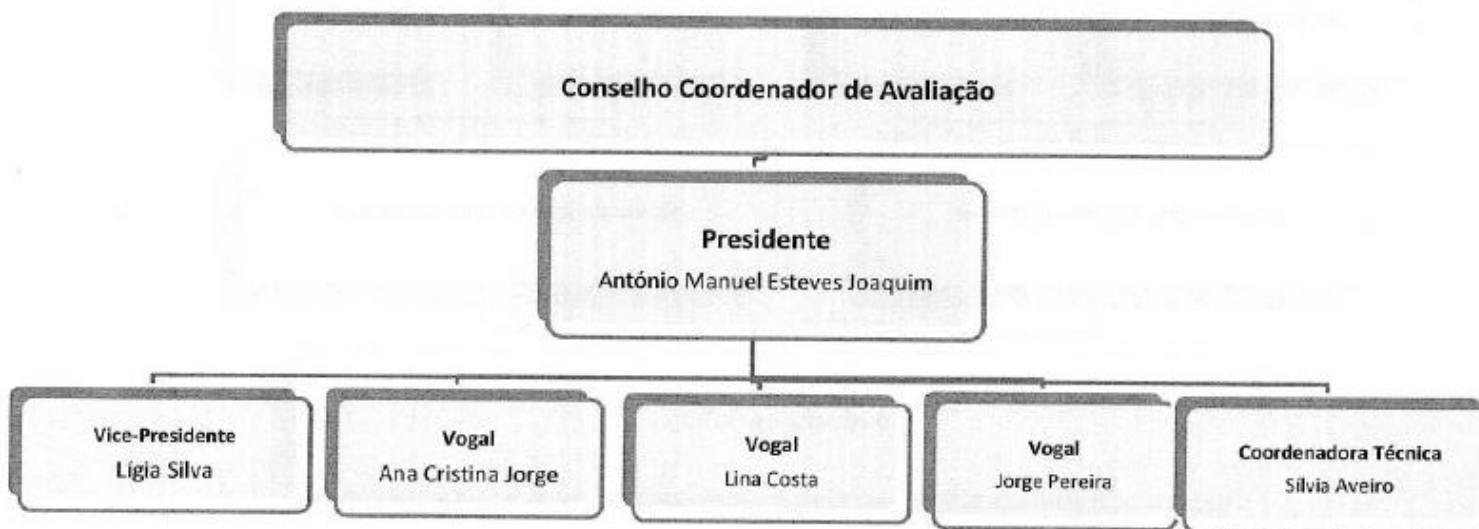 Conselho Coordenador de Avaliação
Presidente
António Manuel Esteves Joaquim
Vice-Presidente
Lígia Silva
Vogal
Ana Cristina Jorge
Vogal
Lina Costa
Vogal
Jorge Pereira
Coordenadora Técnica
Sílvia Aveiro